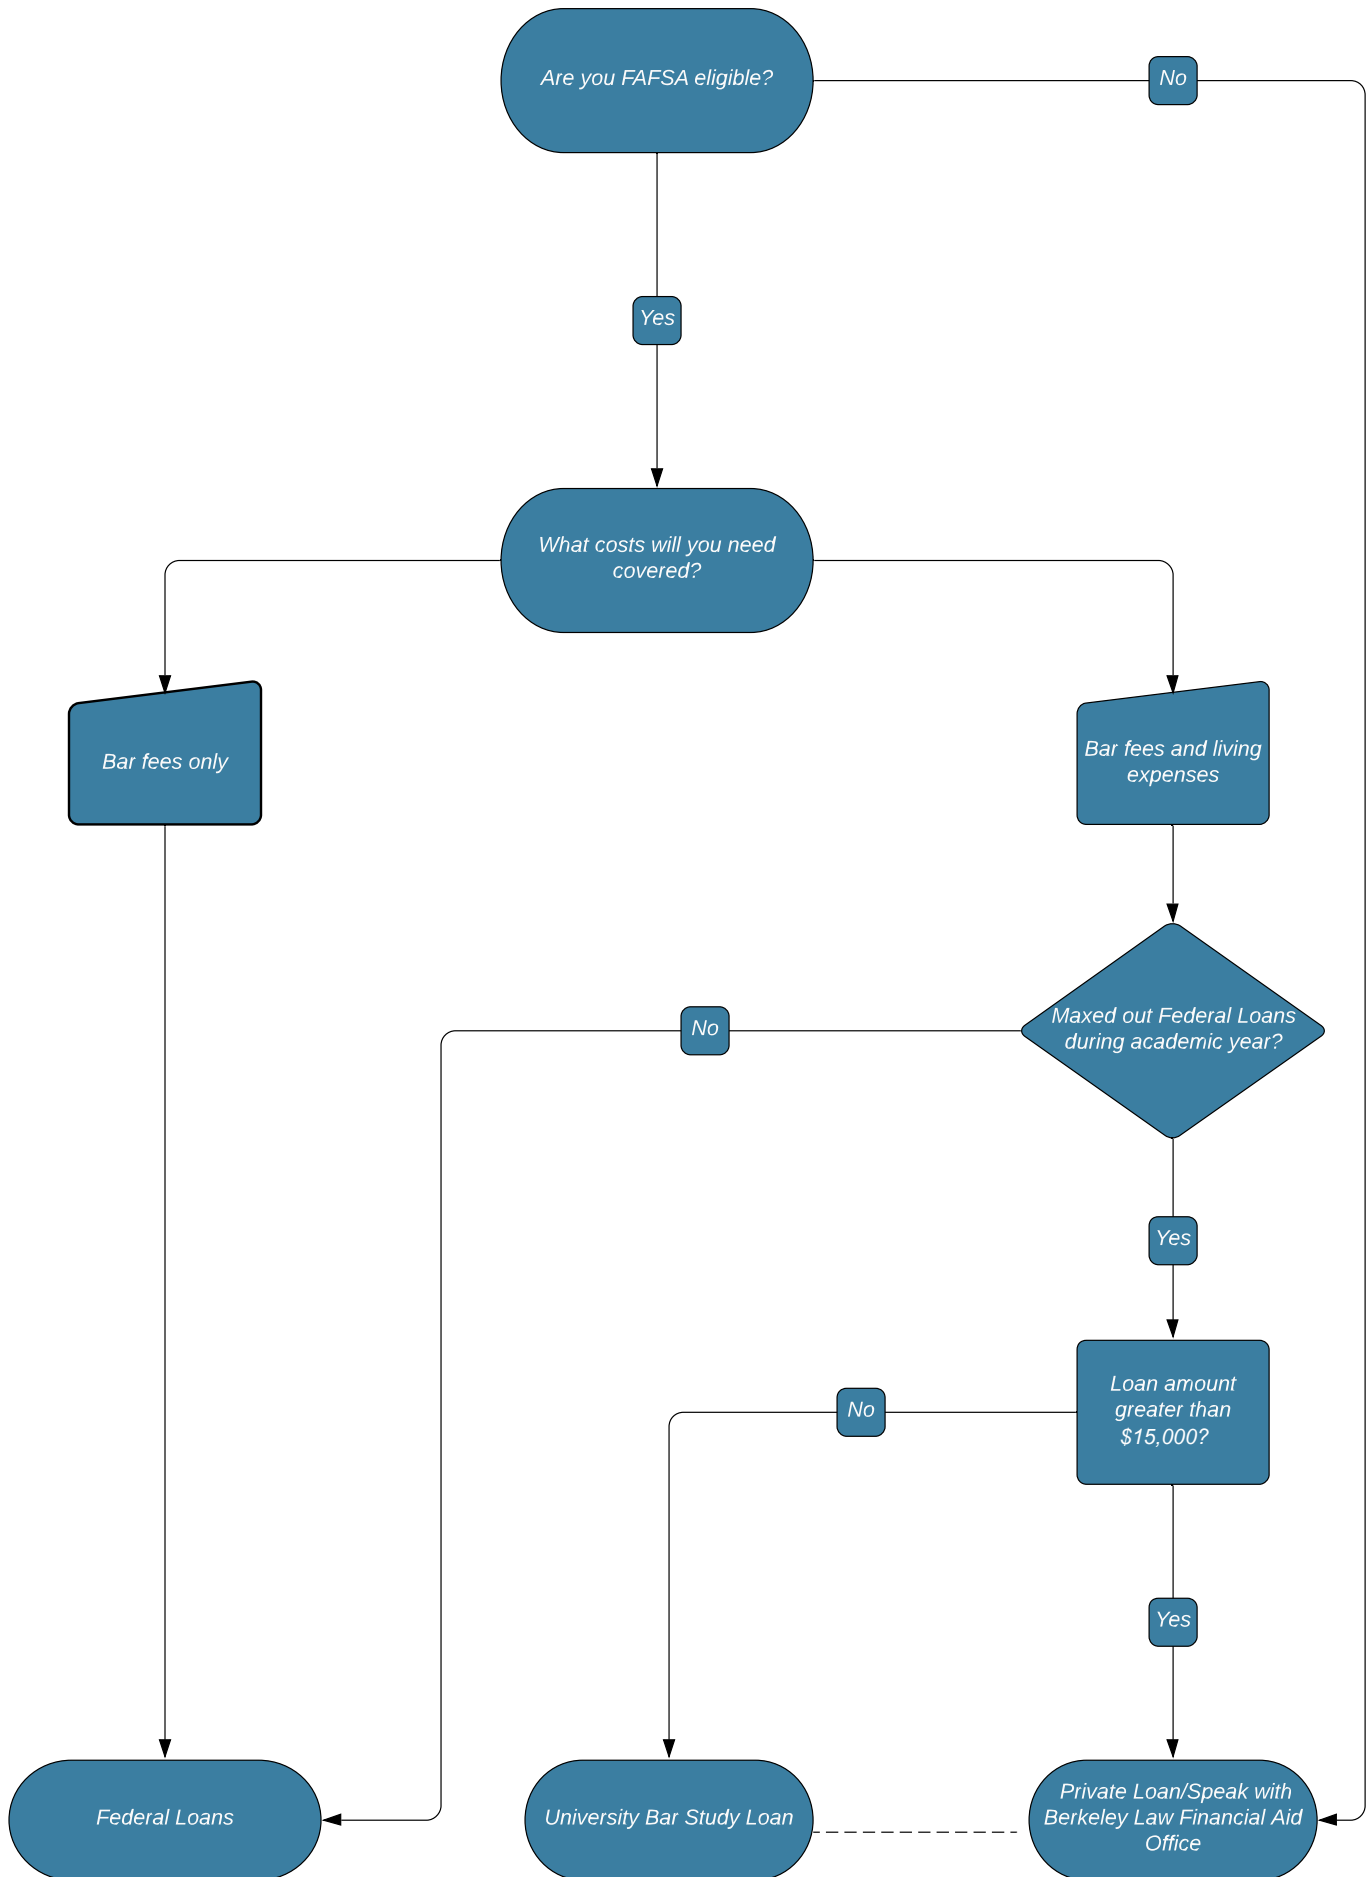 Are you FAFSA eligible?
No
Yes
What costs will you need
covered?
Bar fees only
Bar fees and living
expenses
Maxed out Federal Loans
during academic year?
No
Yes
Loan amount
greater than
$15,000?
No
Yes
Federal Loans
University Bar Study Loan
Private Loan/Speak with
Berkeley Law Financial Aid
Office